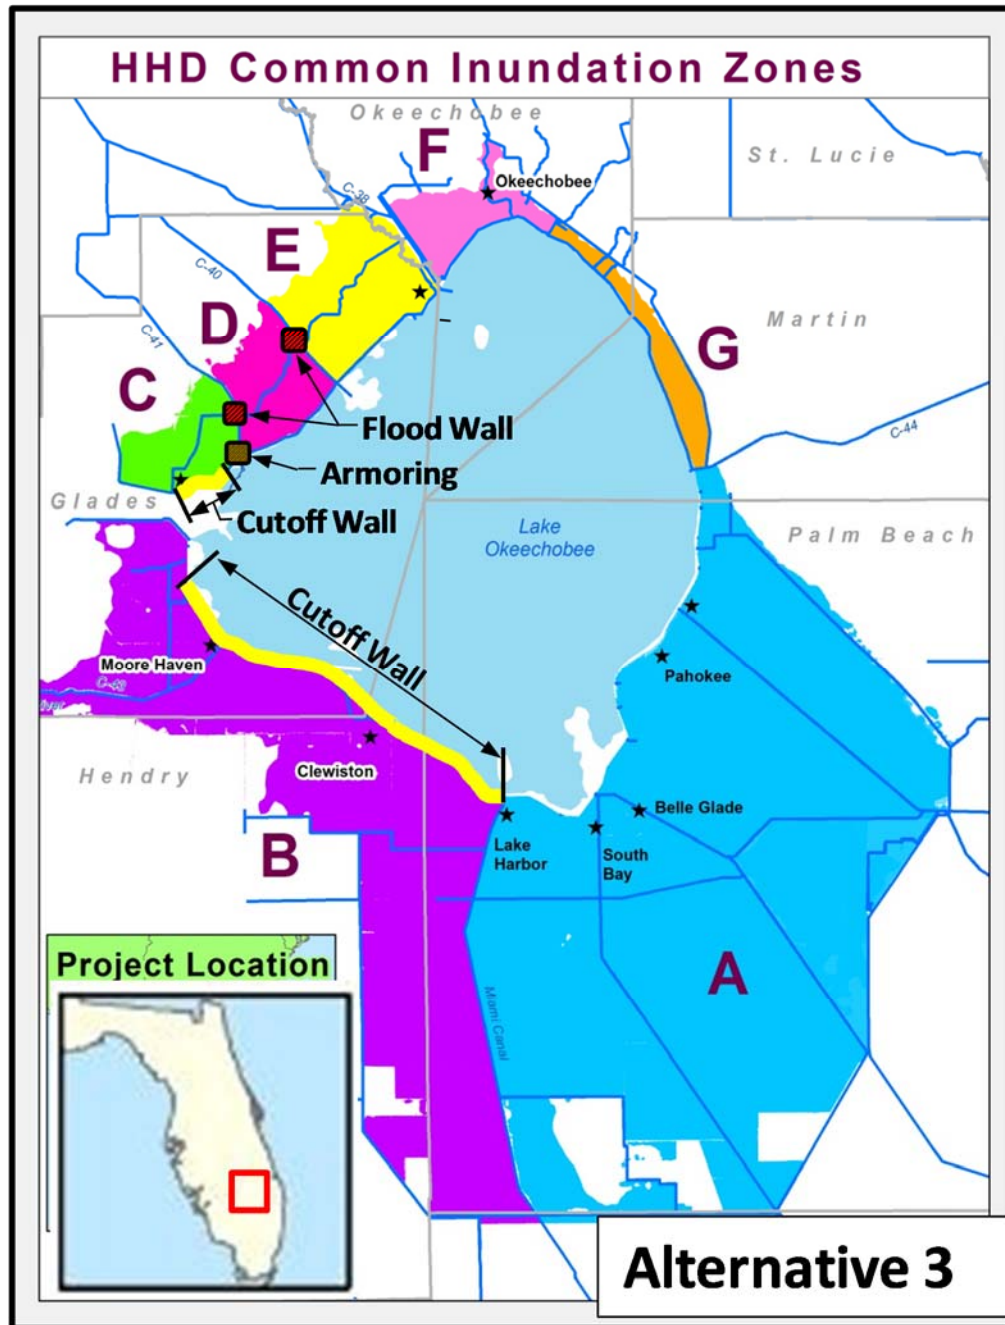 HHD Common Inundation Zones
Okeechobee
F
St. Lucie
Okeechobee
C-38
E
C-40
D
Martin
C-41
G
C
Flood Wall
C-44
Armoring
Glades
Cutoff Wall
Lake
Okeechobee
Palm Beach
Cutoff Wall
Moore Haven
Pahokee
C-43
iver
Clewiston
Hendry
Belle Glade
B
Lake
Harbor
South
Bay
A
Project Location
Miami Canal
Alternative 3